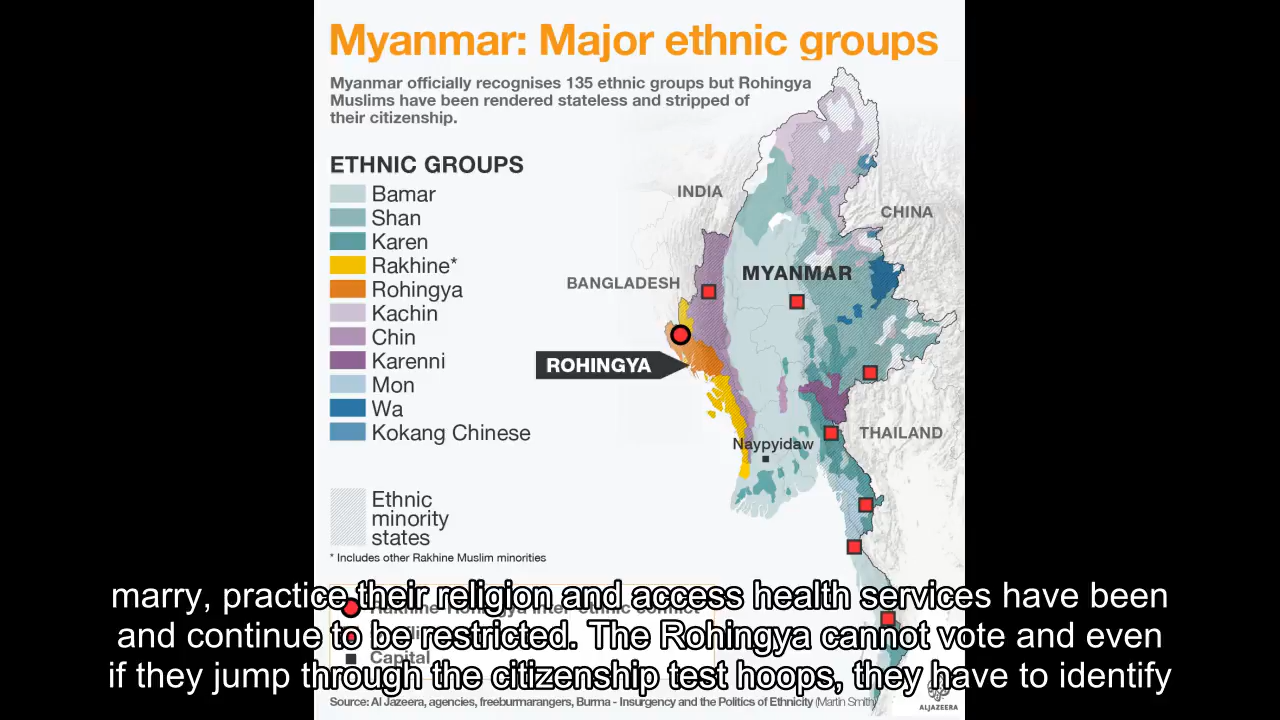 Myanmar: Major ethnic groups
Myanmar officially recognises 135 ethnic groups but Rohingya
Muslims have been rendered stateless and stripped of
their citizenship.
ETHNIC GROUPS
Bamar
Shan
Karen
Rakhine*
Rohingya
Kachin
Chin
Karenni
Mon
Wa
Kokang Chinese
Ethnic
minority
states
* Includes other Rakhine Muslim minorities
INDIA
CHINA
MYANMAR
BANGLADESH
ROHINGYA
THAILAND
Naypyidaw
Rakhine-Rohingya inter-ethnic conflict
Capital
marry, practice their religion and access health services have been
and continue to be restricted. The Rohingya cannot vote and even
if they jump through the citizenship test hoops, they have to identify
Source: Al Jazeera, agencies, freeburmarangers, Burma - Insurgency and the Politics of Ethnicity (Martin Smith)
ALJAZEERA